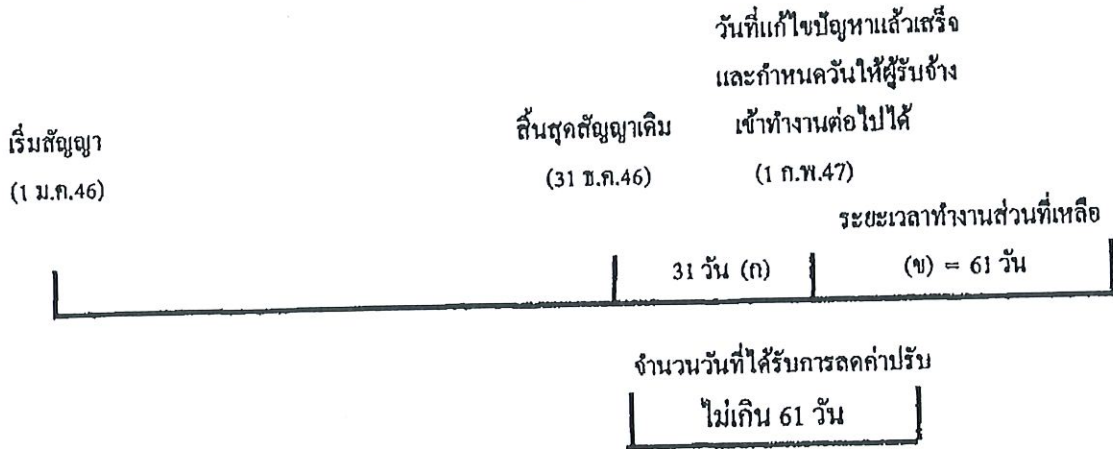 วันที่แก้ไขปัญหาแล้วเสร็จ
และกำหนดวันให้ผู้รับจ้าง
เข้าทำงานต่อไปได้
(1 ก.พ.47)
เริ่มสัญญา
(1 ม.ค.46)
สิ้นสุดสัญญาเดิม
(31 ธ.ค.46)
ระยะเวลาทำงานส่วนที่เหลือ
31 วัน (ก)
(ข) = 61 วัน
จำนวนวันที่ได้รับการลดค่าปรับ
ไม่เกิน 61 วัน